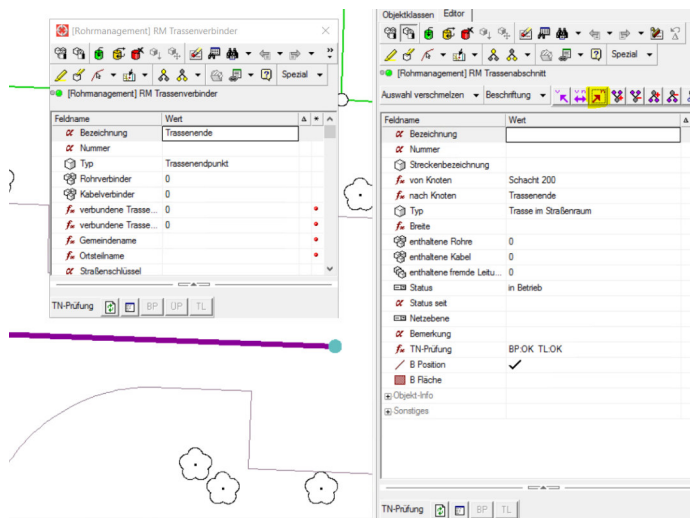 [Rohrmanagement] RM Trassenverbinder
Spezial
[Rohrmanagement] RM Trassenverbinder
Feldname Wert
Bezeichnung Trassenende
Nummer
Typ Trassenendpunkt
Rohrverbinder 0
Kabelverbinder 0
verbundene Trasse... 0
verbundene Trasse... 0
Gemeindename
Ortsteilname
Straßenschlüssel
TN-Prüfung BP UP TL
Objektklassen Editor
Spezial
[Rohrmanagement] RM Trassenabschnitt
Auswahl verschmelzen Beschriftung
Feldname Wert
Bezeichnung
Nummer
Streckenbezeichnung
von Knoten Schacht 200
nach Knoten Trassenende
Typ Trasse im Straßenraum
Breite
enthaltene Rohre 0
enthaltene Kabel 0
enthaltene fremde Leitu... 0
Status in Betrieb
Status seit
Netzebene
Bemerkung
TN-Prüfung BP:OK TL:OK
B Position
B Fläche
Objekt-Info
Sonstiges
TN-Prüfung BP TL